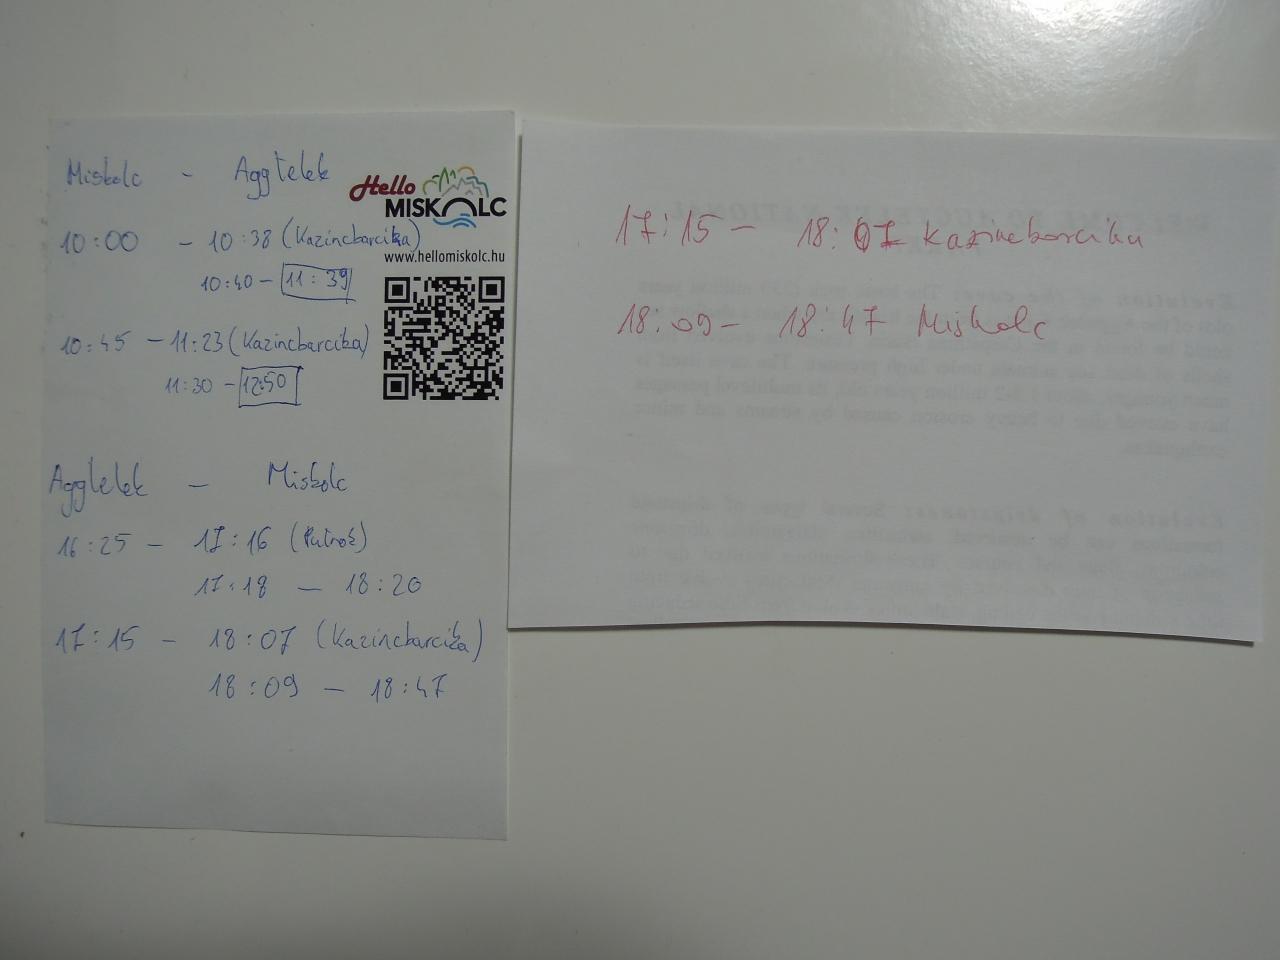 Miskolc - Aggtelek
Hello
MISKOLC
10:00 - 10:38 (Kazincbarcika)
www.hellomiskolc.hu
10:40 - 11:39
10:45 - 11:23 (Kazincbarcika)
11:30 - 12:50
Aggtelek - Miskolc
16:25 - 17:16 (Putnok)
17:18 - 18:20
17:15 - 18:07 (Kazincbarcika)
18:09 - 18:47
17:15 - 18:07 Kazincbarcika
18:09 - 18:47 Miskolc